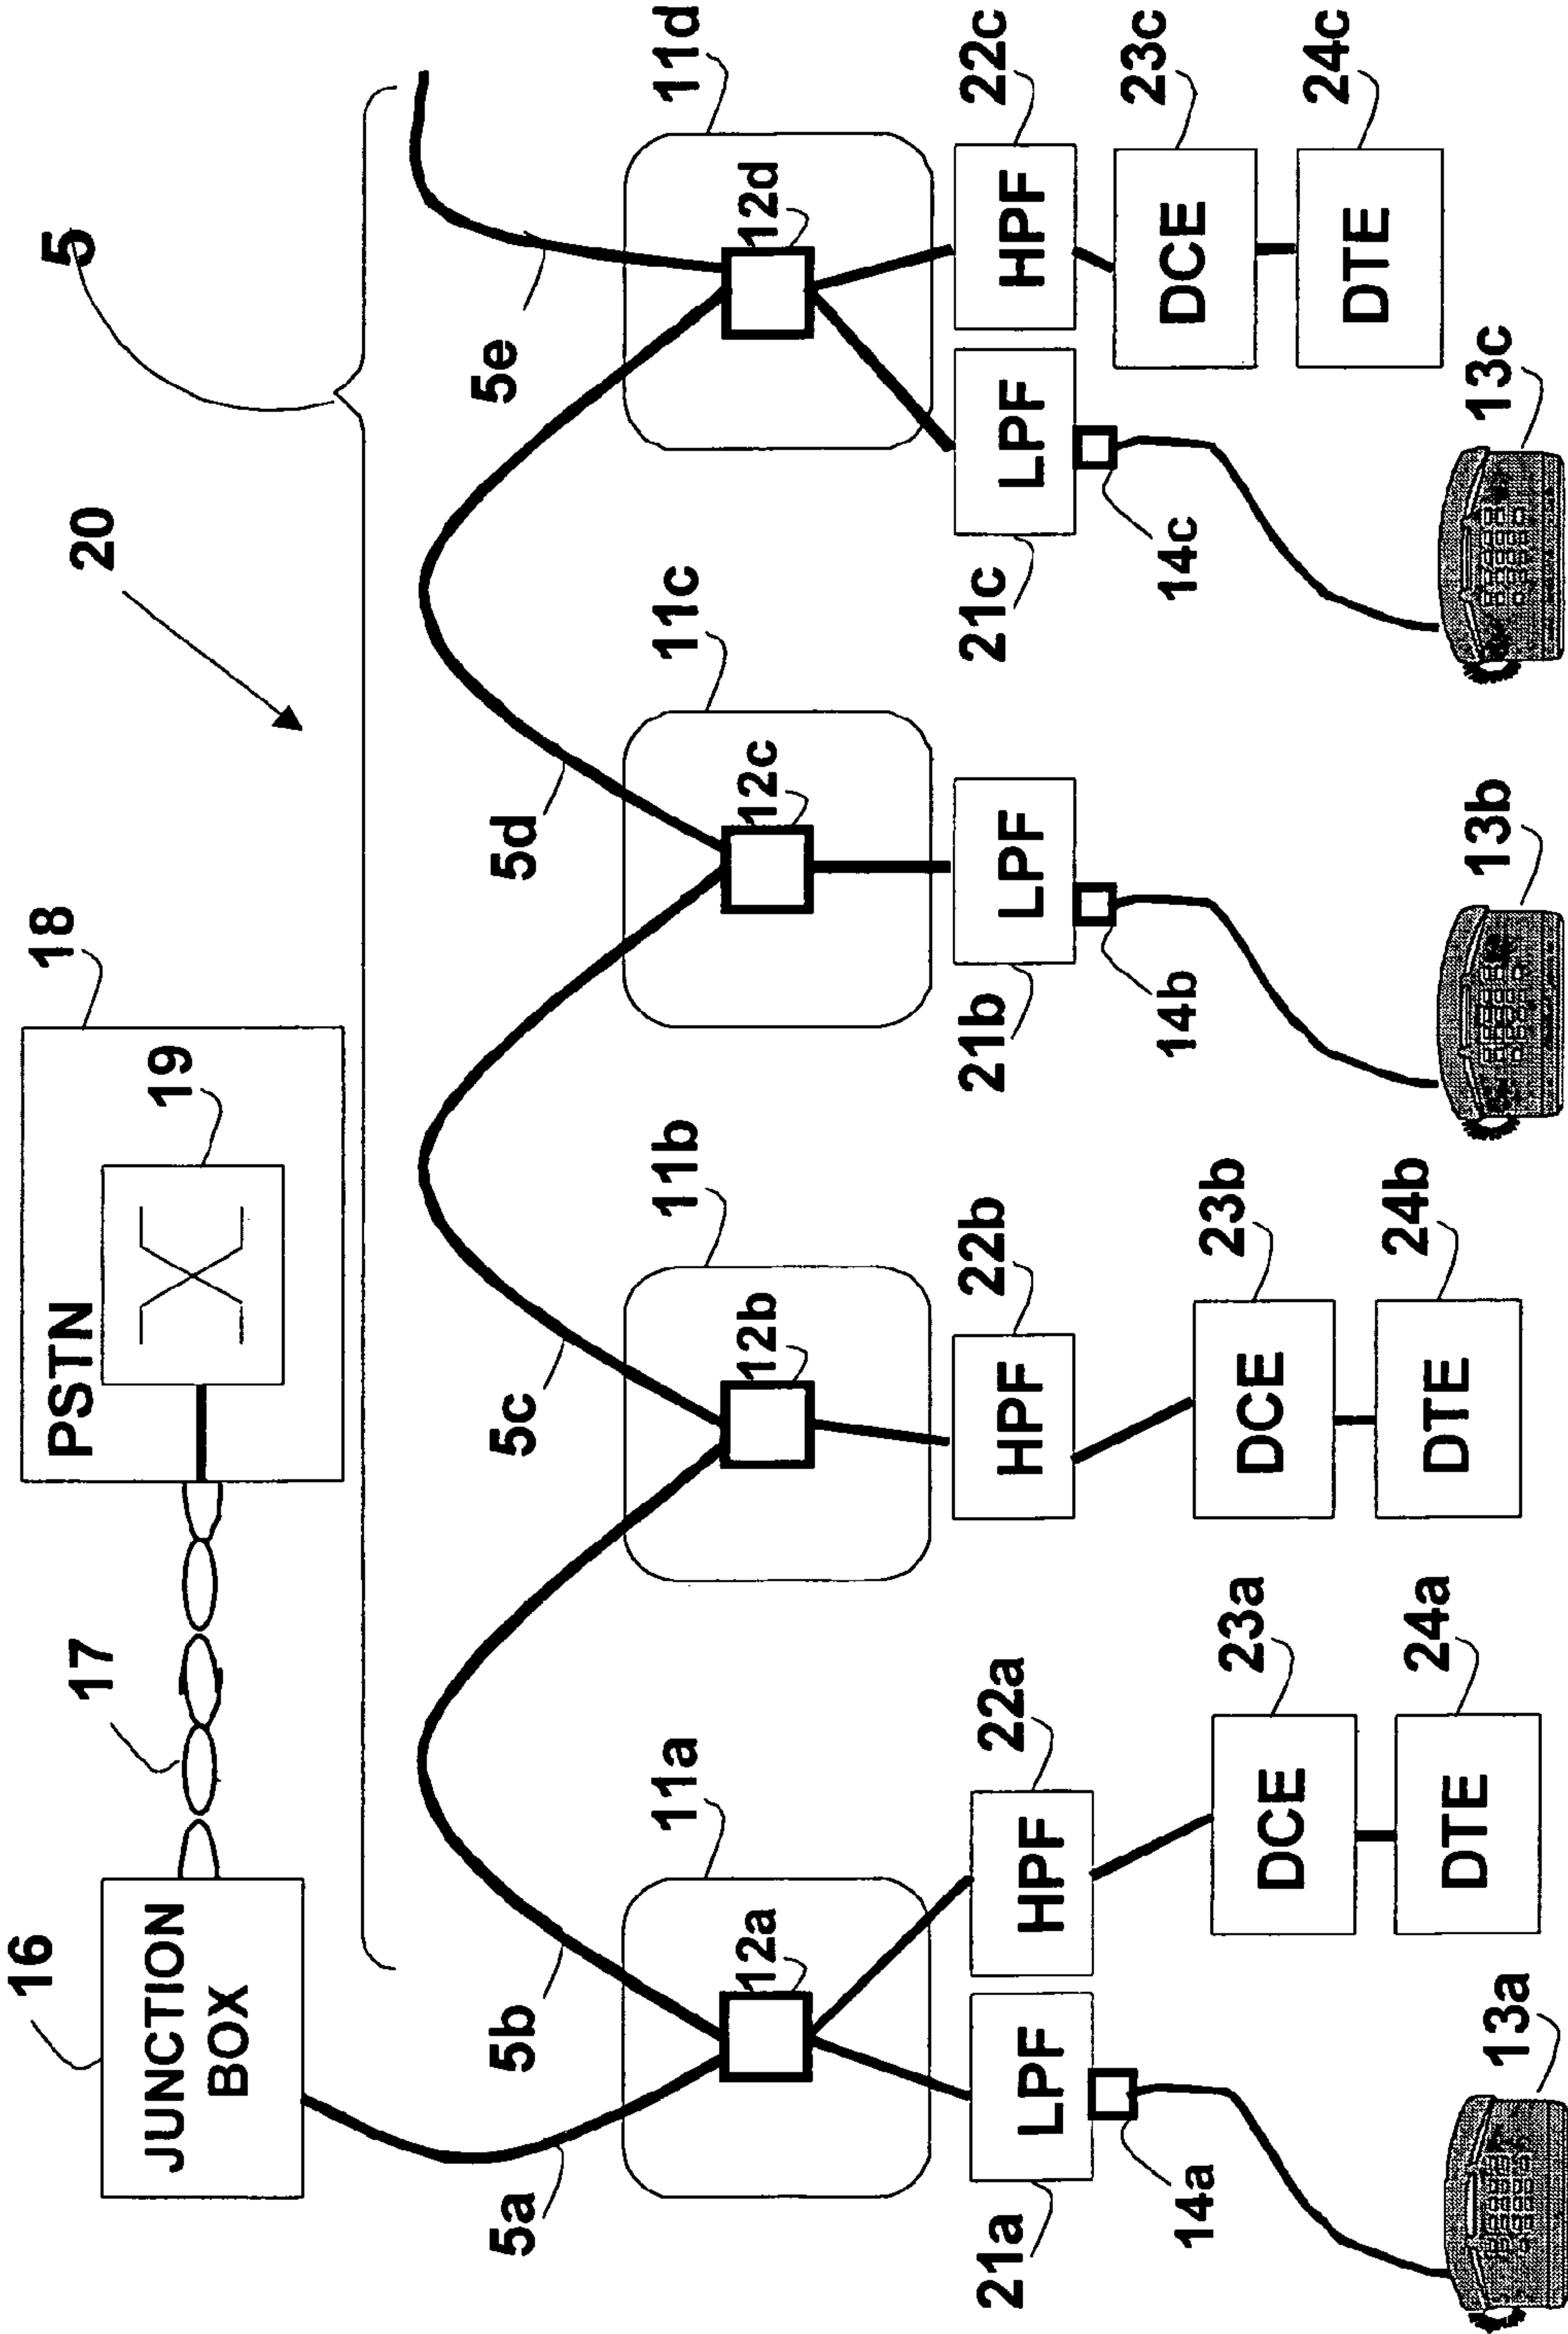 16
JUNCTION
BOX
17
PSTN
18
19
20
5
5a
5b
5c
5d
5e
11a
11b
11c
11d
12a
12b
12c
12d
21a
LPF
HPF
22a
HPF
22b
21b
LPF
21c
LPF
HPF
22c
14a
14b
14c
DCE
23a
DCE
23b
DCE
23c
DTE
24a
DTE
24b
DTE
24c
13a
13b
13c